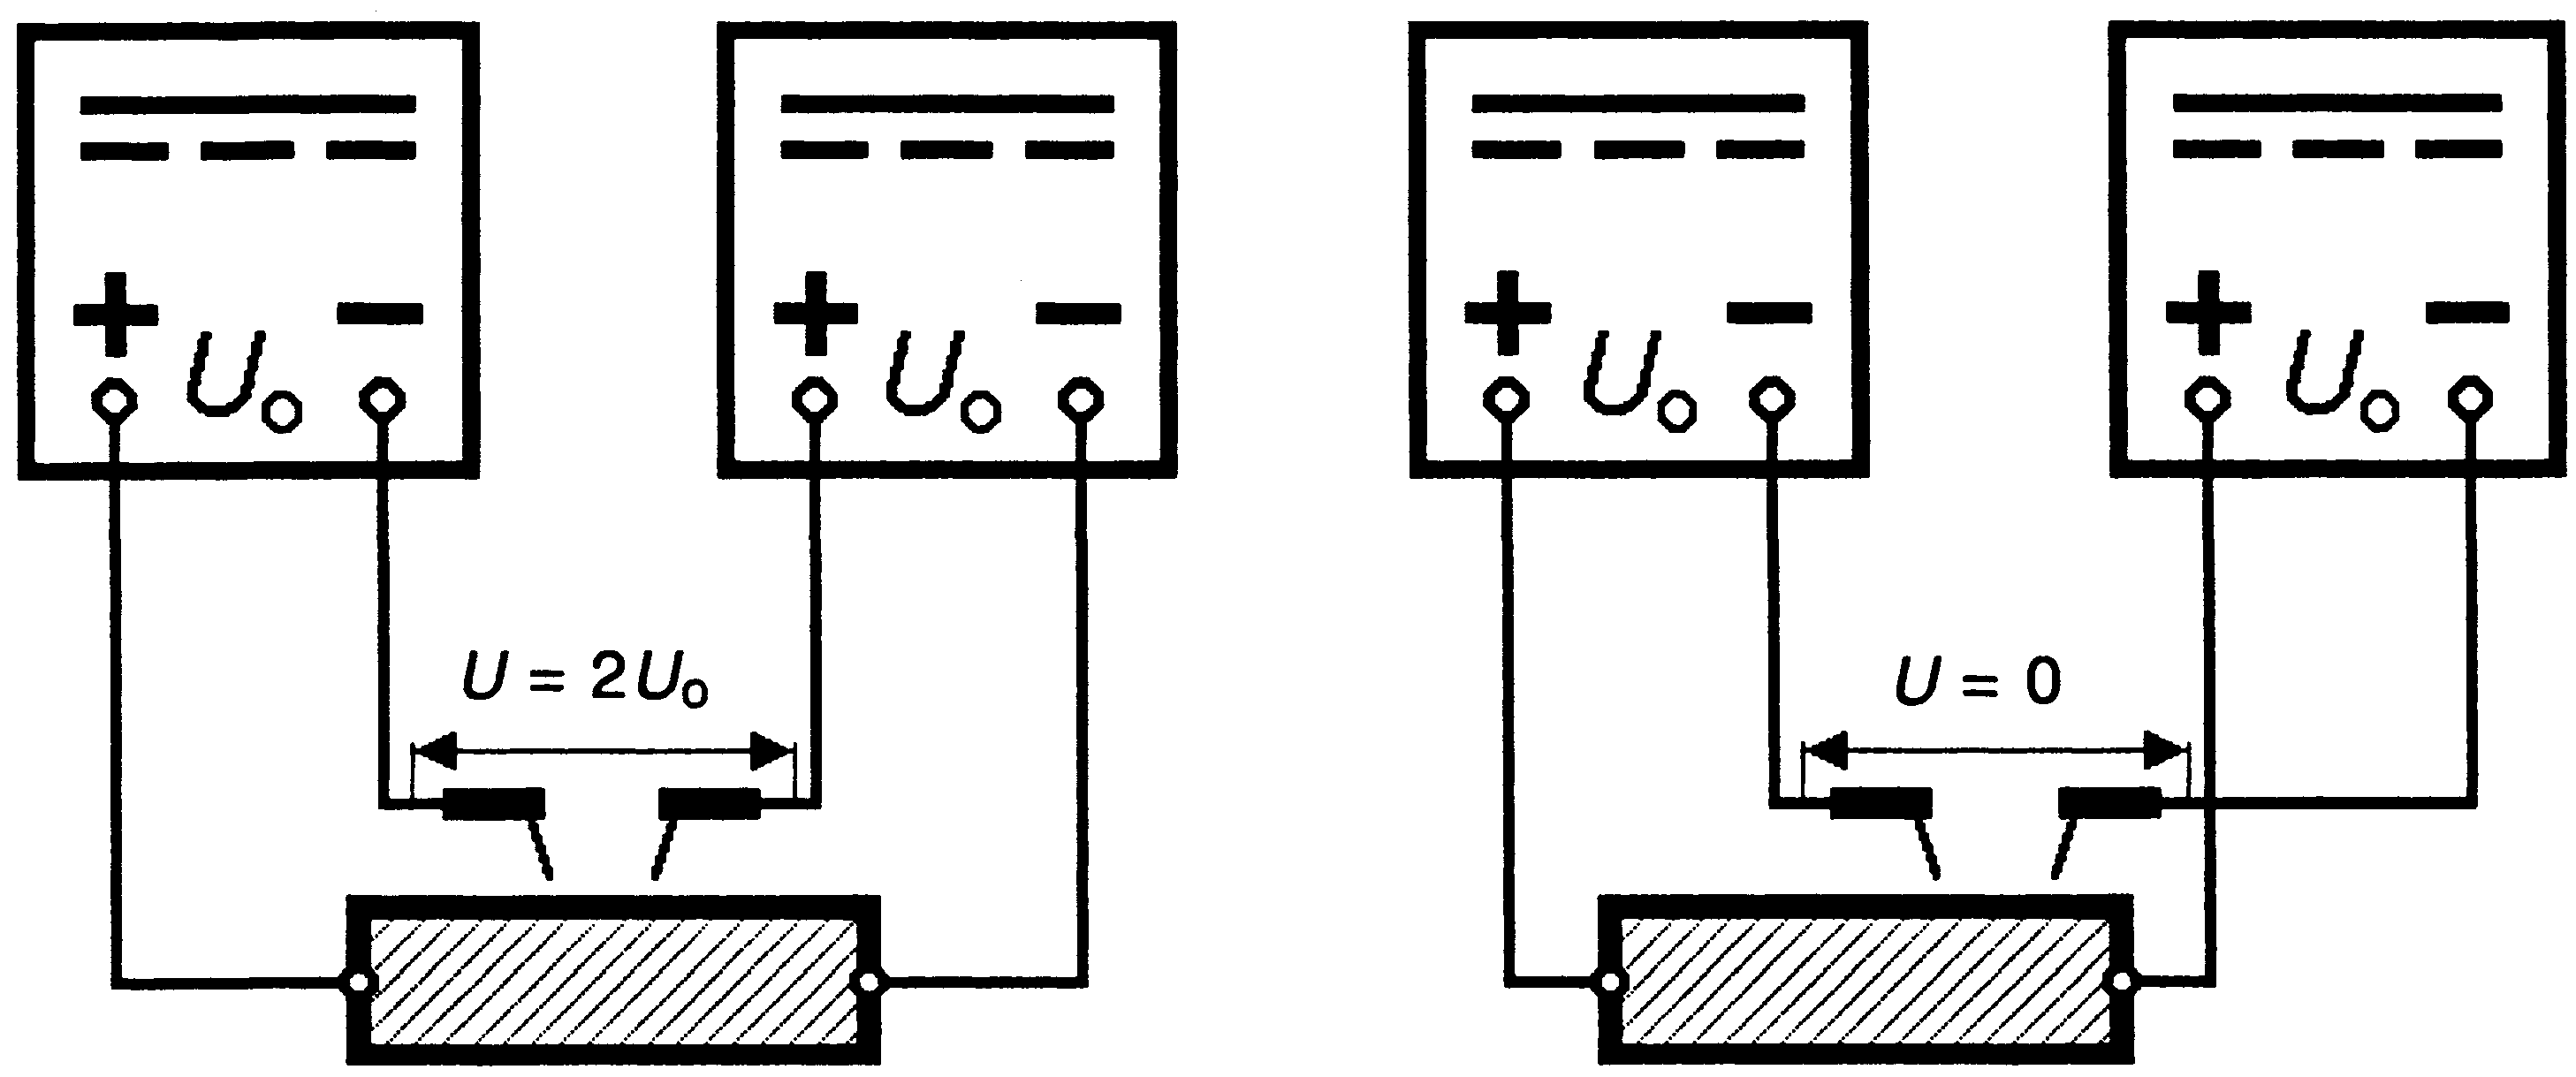 + U₀ −
+ U₀ −
+ U₀ −
+ U₀ −
U = 2U₀
U = 0